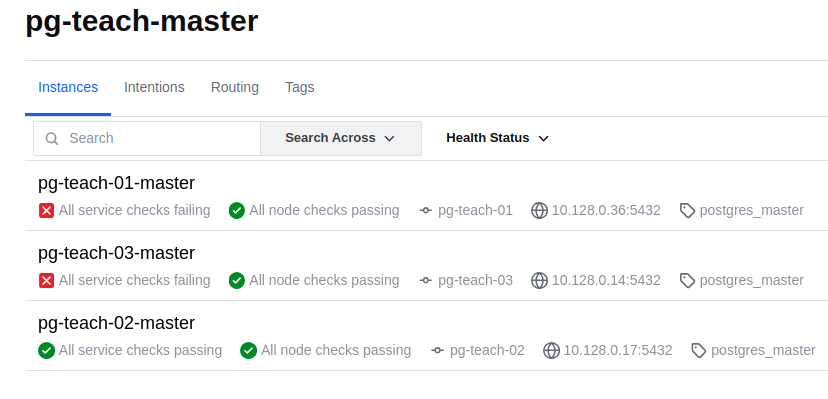 pg-teach-master
Instances Intentions Routing Tags
Search Search Across Health Status
pg-teach-01-master
All service checks failing All node checks passing pg-teach-01 10.128.0.36:5432 postgres_master
pg-teach-03-master
All service checks failing All node checks passing pg-teach-03 10.128.0.14:5432 postgres_master
pg-teach-02-master
All service checks passing All node checks passing pg-teach-02 10.128.0.17:5432 postgres_master